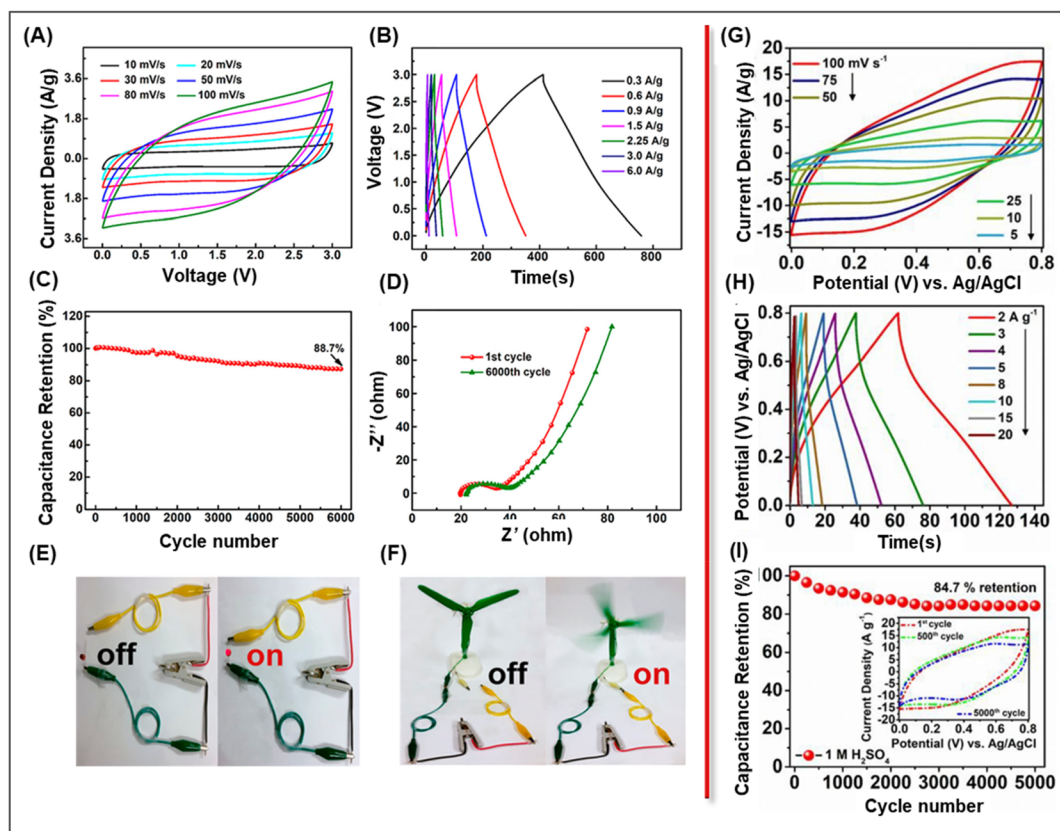 (A)
10 mV/s 20 mV/s
30 mV/s 50 mV/s
80 mV/s 100 mV/s
Current Density (A/g)
3.6
1.8
0.0
1.8
3.6
0.0 0.5 1.0 1.5 2.0 2.5 3.0
Voltage (V)
(B)
Voltage (V)
3.0
2.5
2.0
1.5
1.0
0.5
0.0
0.3 A/g
0.6 A/g
0.9 A/g
1.5 A/g
2.25 A/g
3.0 A/g
6.0 A/g
0 200 400 600 800
Time(s)
(C)
Capacitance Retention (%)
120
100
80
60
40
20
0
88.7%
0 1000 2000 3000 4000 5000 6000
Cycle number
(D)
-Z'' (ohm)
100
80
60
40
20
0
1st cycle
6000th cycle
0 20 40 60 80 100
Z' (ohm)
(E)
off
on
(F)
off
on
(G)
Current Density (A/g)
20
15
10
5
0
-5
-10
-15
100 mV s⁻¹
75
50
25
10
5
0.0 0.2 0.4 0.6 0.8
Potential (V) vs. Ag/AgCl
(H)
Potential (V) vs. Ag/AgCl
0.8
0.6
0.4
0.2
0.0
2 A g⁻¹
3
4
5
8
10
15
20
0 20 40 60 80 100 120 140
Time(s)
(I)
Capacitance Retention (%)
100
80
60
40
20
0
84.7 % retention
Current Density (A g⁻¹)
20
15
10
5
0
-5
-10
-15
1ˢᵗ cycle
500ᵗʰ cycle
5000ᵗʰ cycle
0.0 0.2 0.4 0.6 0.8
Potential (V) vs. Ag/AgCl
1 M H₂SO₄
0 1000 2000 3000 4000 5000
Cycle number